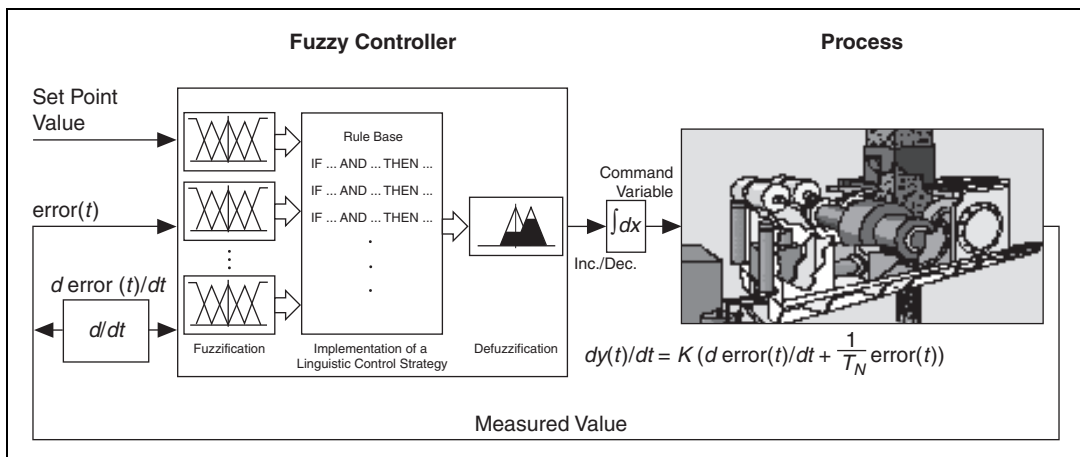 Fuzzy Controller
Process
Set Point
Value
Rule Base
IF ... AND ... THEN ...
IF ... AND ... THEN ...
IF ... AND ... THEN ...
Command
Variable
error(t)
∫dx
Inc./Dec.
d error (t)/dt
d/dt
Fuzzification
Implementation of a
Linguistic Control Strategy
Defuzzification
dy(t)/dt = K (d error(t)/dt + 1/T_N error(t))
Measured Value